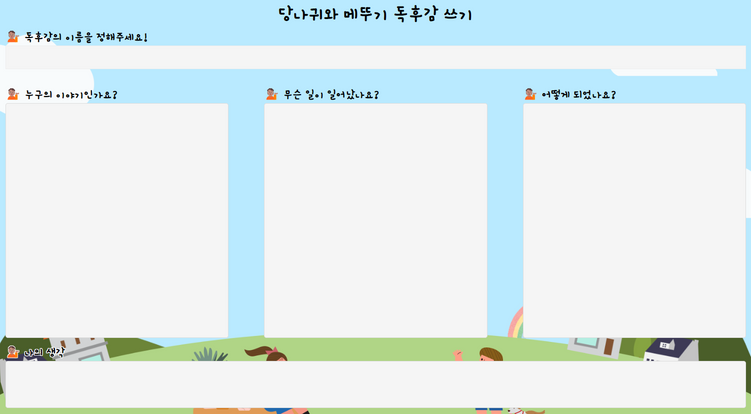 당나귀와 메뚜기 독후감 쓰기
독후감의 이름을 정해주세요!
누구의 이야기인가요?
무슨 일이 일어났나요?
어떻게 되었나요?
나의 생각